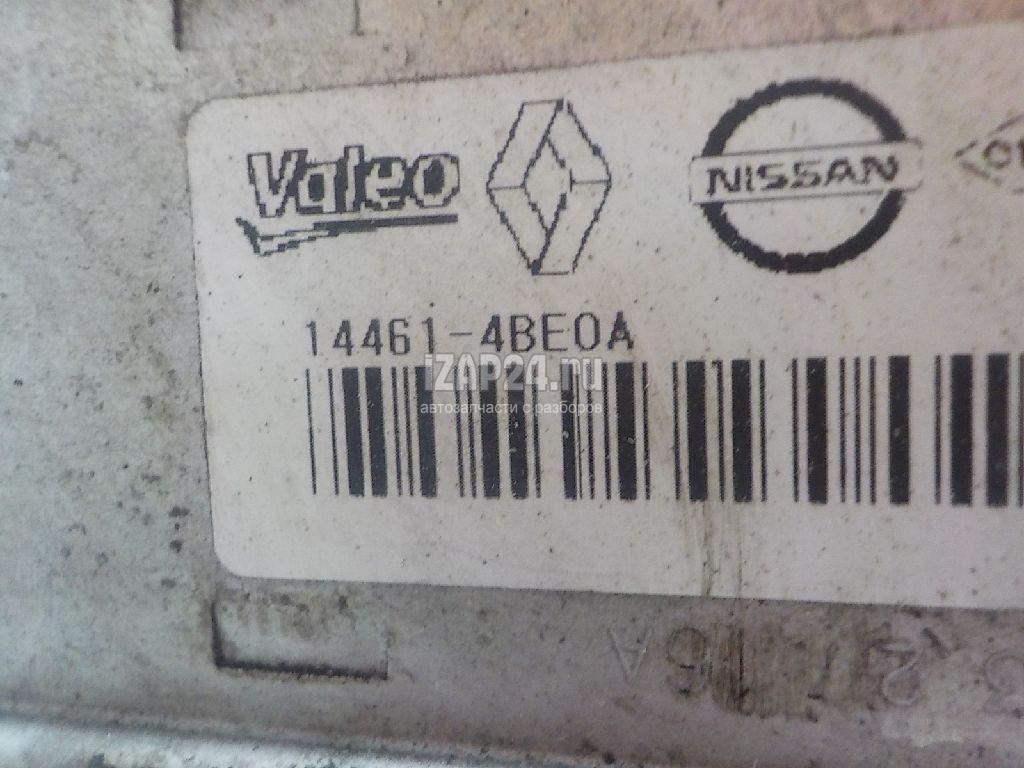 Valeo NISSAN
14461-4BE0A
iZAP24.ru
автозапчасти с разборов